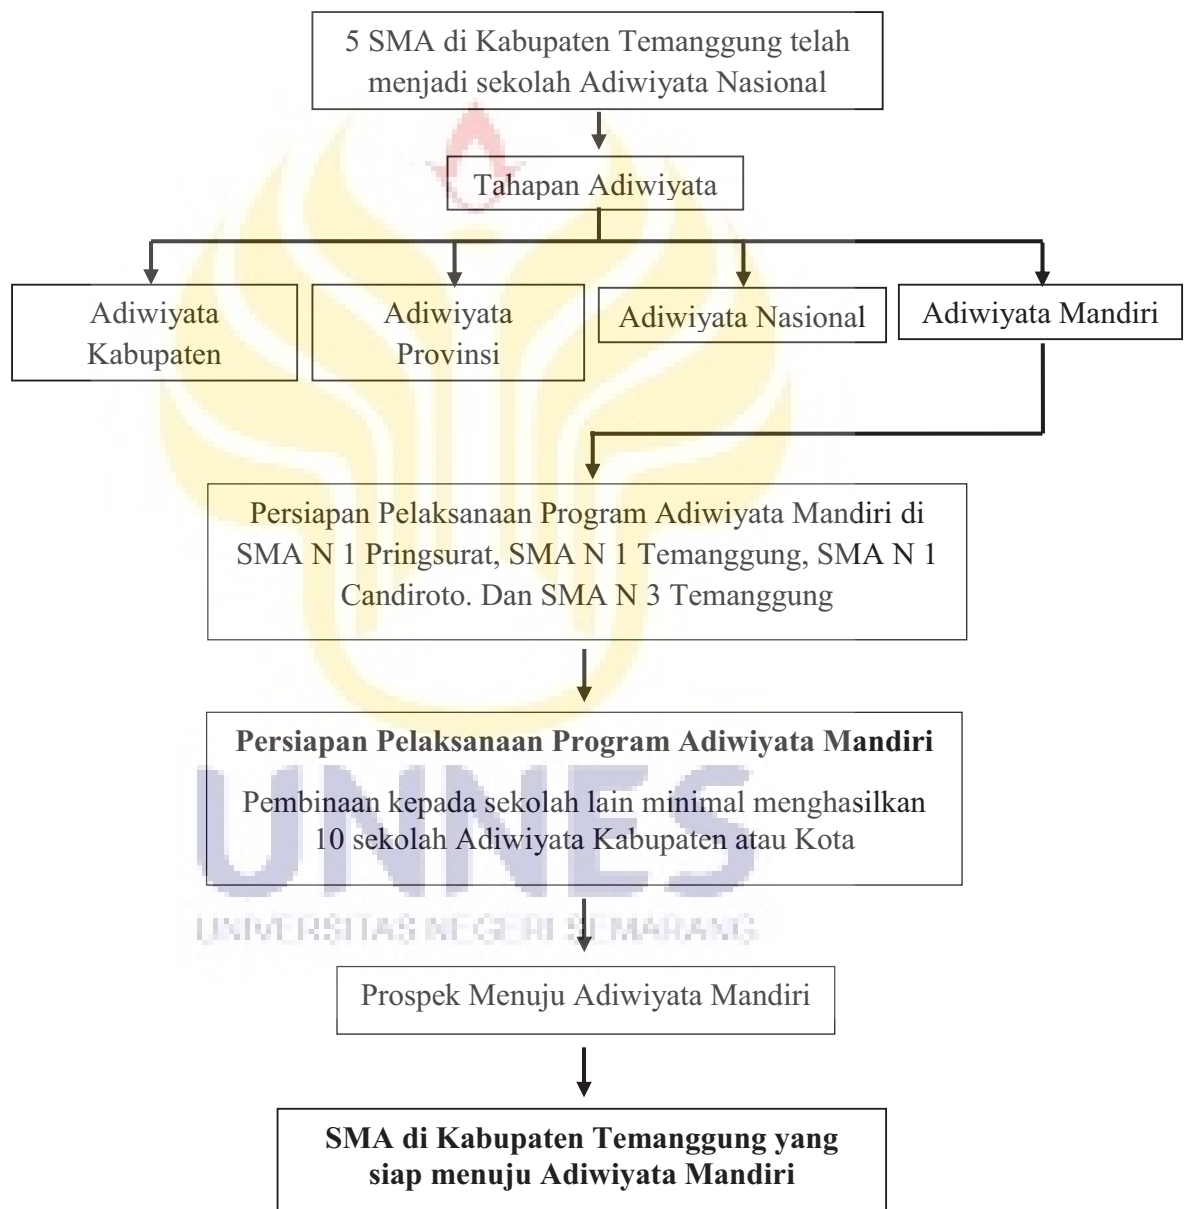 5 SMA di Kabupaten Temanggung telah
menjadi sekolah Adiwiyata Nasional
Tahapan Adiwiyata
Adiwiyata
Kabupaten
Adiwiyata
Provinsi
Adiwiyata Nasional
Adiwiyata Mandiri
Persiapan Pelaksanaan Program Adiwiyata Mandiri di
SMA N 1 Pringsurat, SMA N 1 Temanggung, SMA N 1
Candiroto. Dan SMA N 3 Temanggung
Persiapan Pelaksanaan Program Adiwiyata Mandiri
Pembinaan kepada sekolah lain minimal menghasilkan
10 sekolah Adiwiyata Kabupaten atau Kota
UNNES
UNIVERSITAS NEGERI SEMARANG
Prospek Menuju Adiwiyata Mandiri
SMA di Kabupaten Temanggung yang
siap menuju Adiwiyata Mandiri